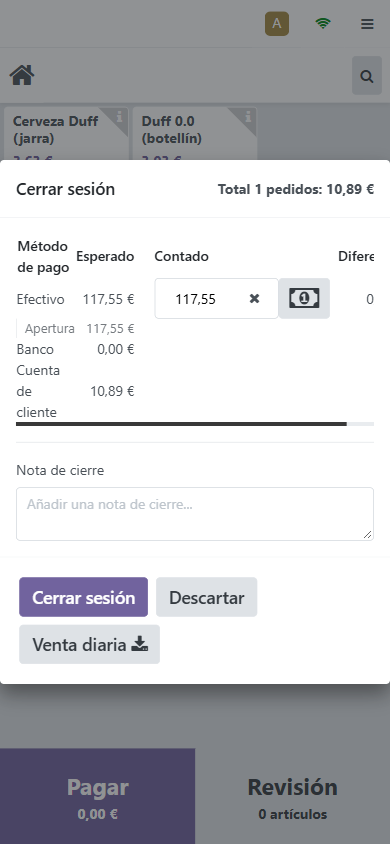 A
Cerveza Duff
(jarra)
Duff 0.0
(botellín)
Cerrar sesión
Total 1 pedidos: 10,89 €
Método
de pago
Esperado
Contado
Difere
Efectivo
117,55 €
117,55
0
Apertura
117,55 €
Banco
0,00 €
Cuenta
de
cliente
10,89 €
Nota de cierre
Añadir una nota de cierre...
Cerrar sesión
Descartar
Venta diaria
Pagar
0,00 €
Revisión
0 artículos